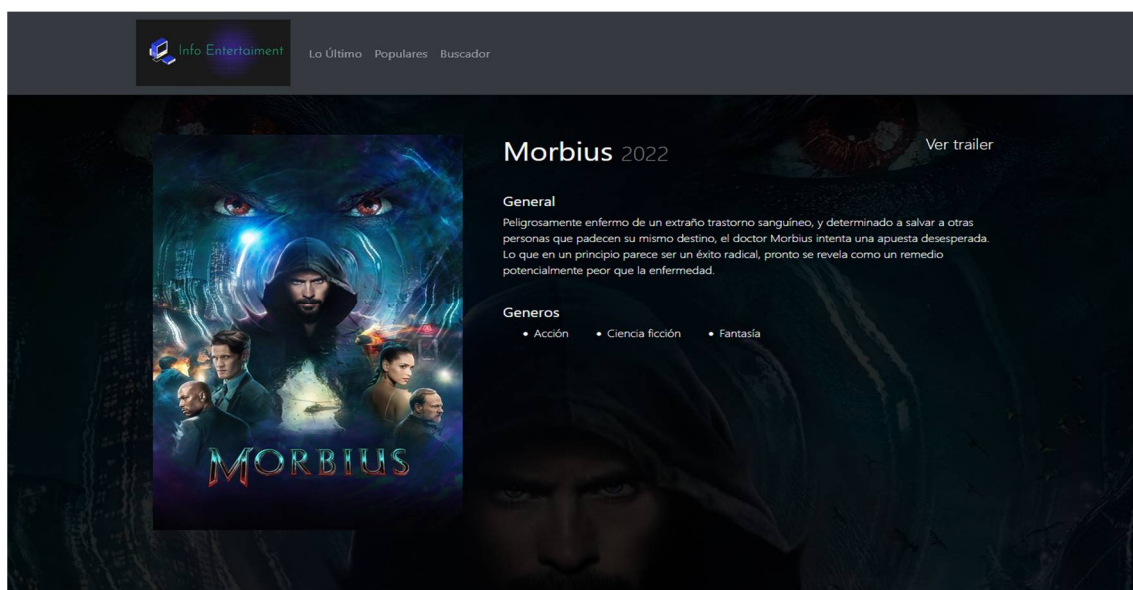 Info Entertaiment
Lo Último Populares Buscador
Morbius 2022
Ver trailer
General
Peligrosamente enfermo de un extraño trastorno sanguíneo, y determinado a salvar a otras
personas que padecen su mismo destino, el doctor Morbius intenta una apuesta desesperada.
Lo que en un principio parece ser un éxito radical, pronto se revela como un remedio
potencialmente peor que la enfermedad.
Generos
• Acción • Ciencia ficción • Fantasía
MORBIUS